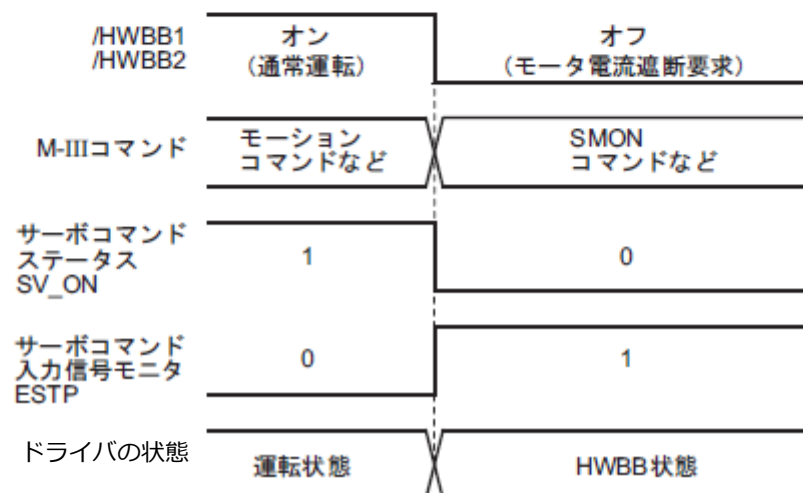 /HWBB1
/HWBB2
オン
(通常運転)
オフ
(モータ電流遮断要求)
M-IIIコマンド
モーション
コマンドなど
SMON
コマンドなど
サーボコマンド
ステータス
SV_ON
1
0
サーボコマンド
入力信号モニタ
ESTP
0
1
ドライバの状態
運転状態
HWBB状態